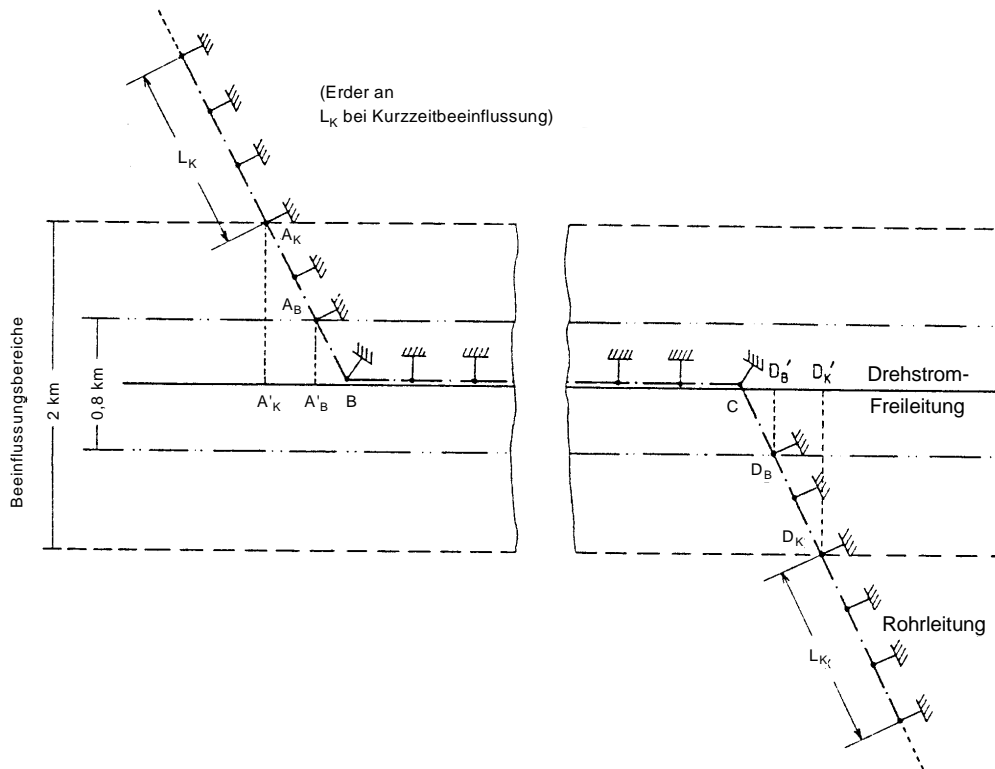 (Erder an
L_K bei Kurzzeitbeeinflussung)
L_K
A_K
A_B
Beeinflussungsbereiche
2 km
0,8 km
A'_K
A'_B
B
C
D_B'
D_K'
Drehstrom-
Freileitung
D_B
D_K
Rohrleitung
L_K